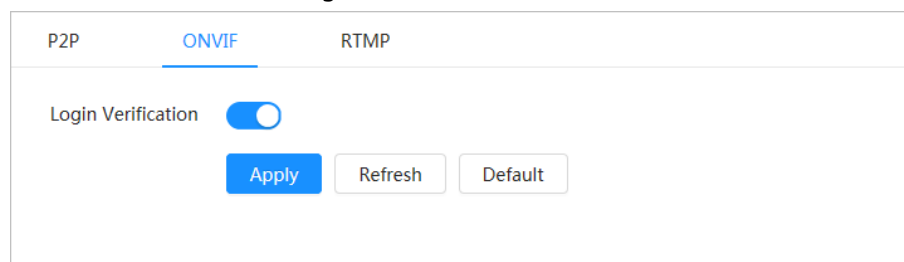 P2P ONVIF RTMP
Login Verification
Apply Refresh Default